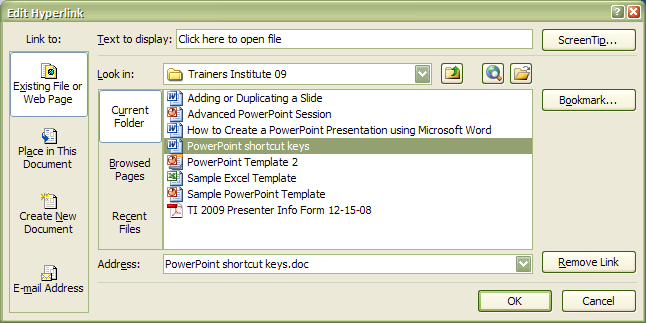 Edit Hyperlink
Link to:
Text to display: Click here to open file
ScreenTip...
Existing File or
Web Page
Look in: Trainers Institute 09
Current
Folder
Adding or Duplicating a Slide
Advanced PowerPoint Session
How to Create a PowerPoint Presentation using Microsoft Word
PowerPoint shortcut keys
PowerPoint Template 2
Sample Excel Template
Sample PowerPoint Template
TI 2009 Presenter Info Form 12-15-08
Bookmark...
Place in This
Document
Browsed
Pages
Create New
Document
Recent
Files
E-mail Address
Address: PowerPoint shortcut keys.doc
Remove Link
OK
Cancel